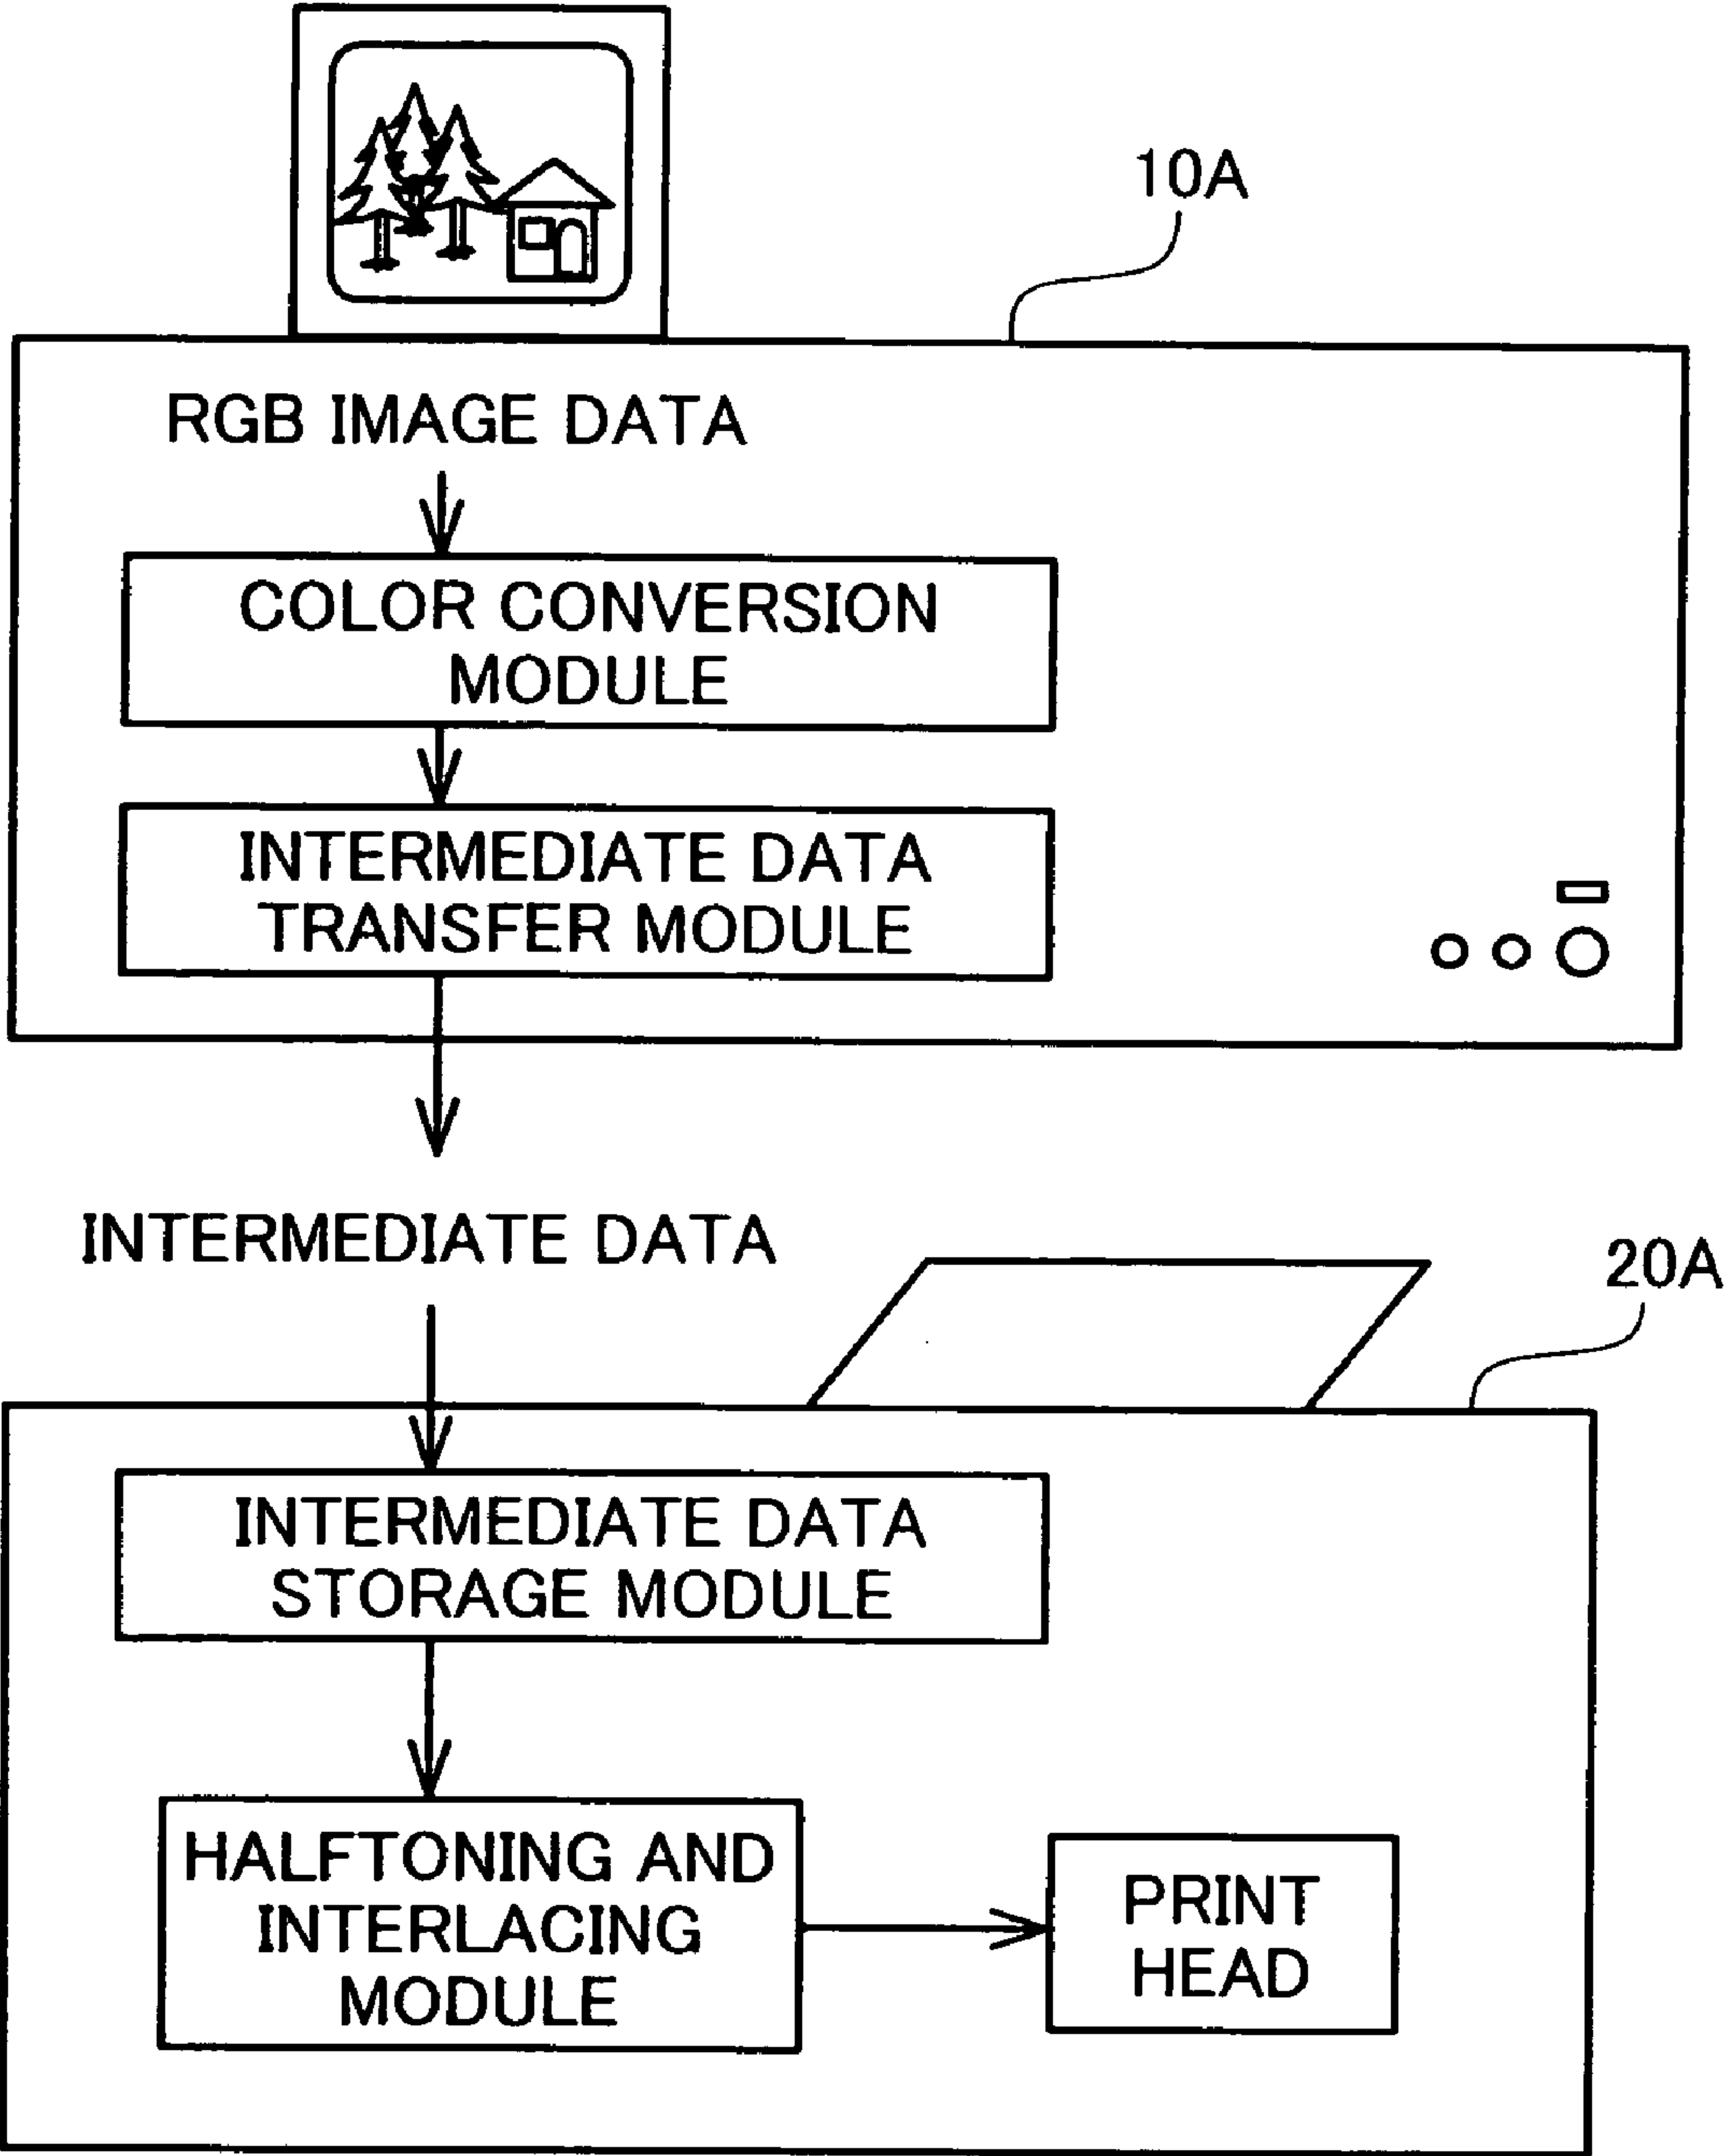 10A
RGB IMAGE DATA
COLOR CONVERSION
MODULE
INTERMEDIATE DATA
TRANSFER MODULE
INTERMEDIATE DATA
20A
INTERMEDIATE DATA
STORAGE MODULE
HALFTONING AND
INTERLACING
MODULE
PRINT
HEAD